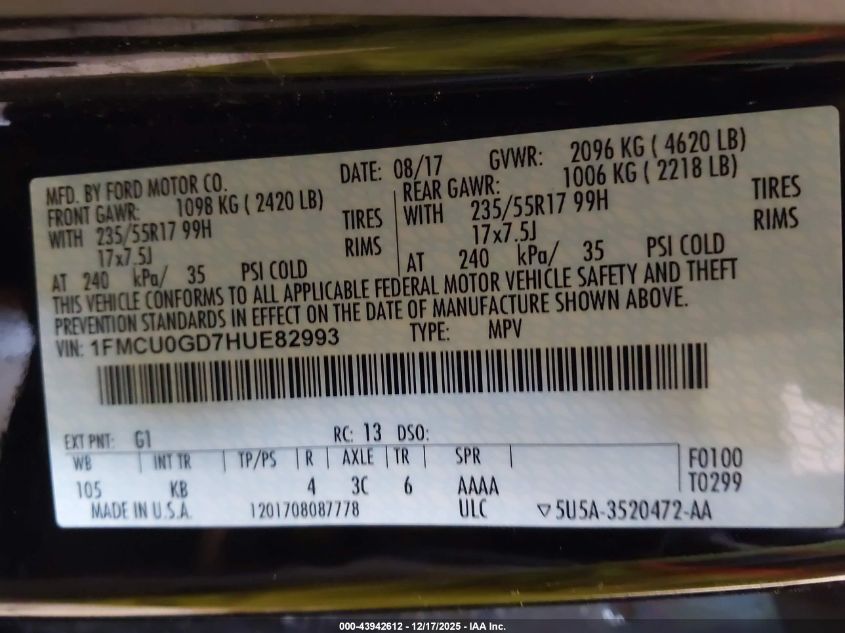 MFD. BY FORD MOTOR CO. DATE: 08/17 GVWR: 2096 KG ( 4620 LB)
FRONT GAWR: 1098 KG ( 2420 LB) REAR GAWR: 1006 KG ( 2218 LB)
WITH 235/55R17 99H TIRES WITH 235/55R17 99H TIRES
17x7.5J RIMS 17x7.5J RIMS
AT 240 kPa/ 35 PSI COLD AT 240 kPa/ 35 PSI COLD
THIS VEHICLE CONFORMS TO ALL APPLICABLE FEDERAL MOTOR VEHICLE SAFETY AND THEFT
PREVENTION STANDARDS IN EFFECT ON THE DATE OF MANUFACTURE SHOWN ABOVE.
VIN: 1FMCU0GD7HUE82993 TYPE: MPV
EXT PNT: G1 RC: 13 DSO:
WB INT TR TP/PS R AXLE TR SPR F0100
105 KB 4 3C 6 AAAA T0299
MADE IN U.S.A. 1201708087778 ULC ▽5U5A-3520472-AA
000-43942612 - 12/17/2025 - IAA Inc.